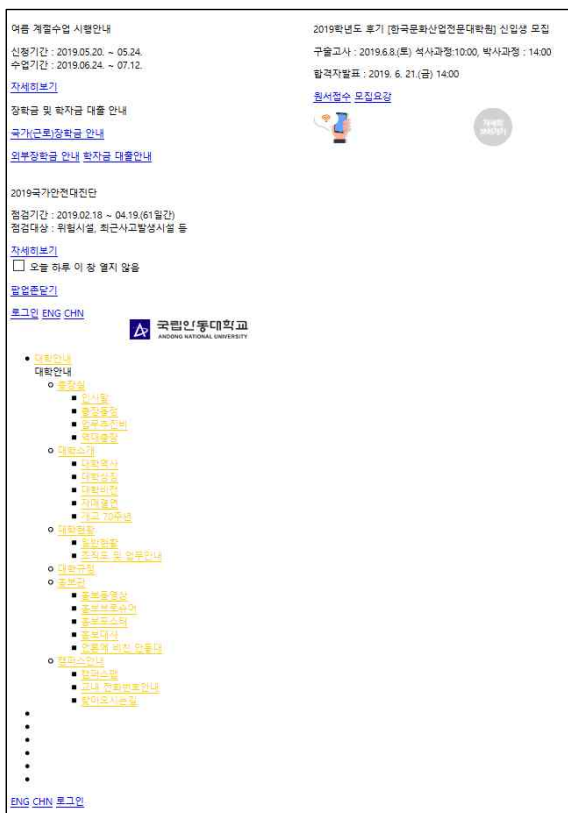 여름 계절수업 시행안내
신청기간 : 2019.05.20. ~ 05.24.
수업기간 : 2019.06.24. ~ 07.12.
자세히보기
장학금 및 학자금 대출 안내
국가(근로)장학금 안내
외부장학금 안내 학자금 대출안내
2019국가안전대진단
점검기간 : 2019.02.18 ~ 04.19.(61일간)
점검대상 : 위험시설, 최근사고발생시설 등
자세히보기
오늘 하루 이 창 열지 않음
팝업존닫기
2019학년도 후기 [한국문화산업전문대학원] 신입생 모집
구술고사 : 2019.6.8.(토) 석사과정:10:00, 박사과정 : 14:00
합격자발표 : 2019. 6. 21.(금) 14:00
원서접수 모집요강
로그인 ENG CHN
국립안동대학교
ANDONG NATIONAL UNIVERSITY
대학안내
대학안내
총장실
인사말
총장동정
업무추진비
역대총장
대학소개
대학역사
대학상징
대학비전
자매결연
개교 70주년
대학현황
일반현황
조직도 및 업무안내
대학규정
홍보관
홍보동영상
홍보브로슈어
홍보포스터
홍보대사
언론에 비친 안동대
캠퍼스안내
캠퍼스맵
교내 전화번호안내
찾아오시는길
ENG CHN 로그인